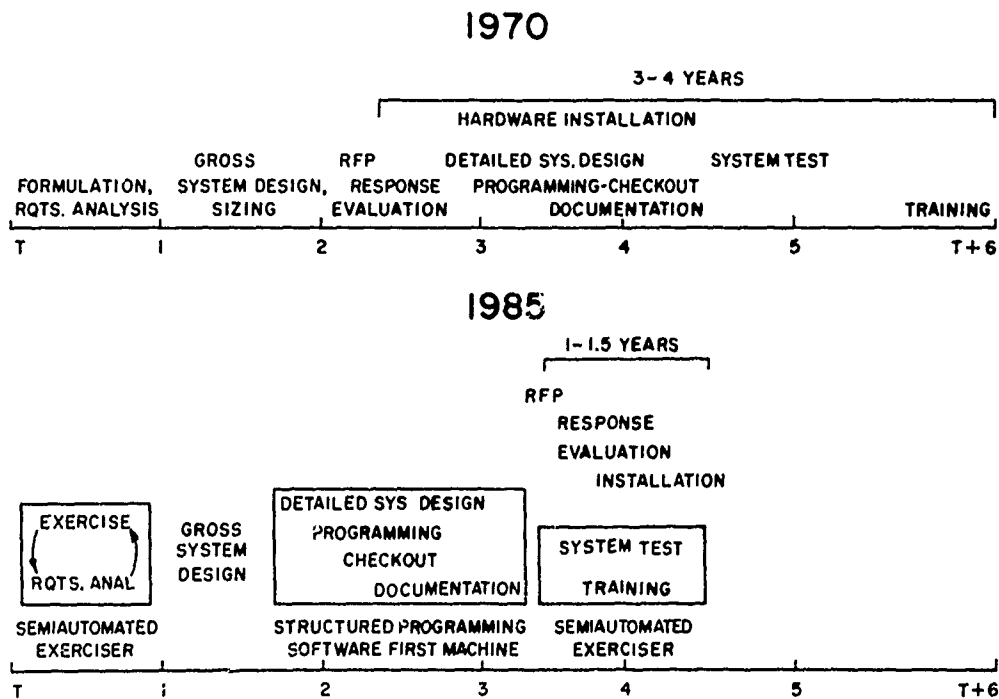 1970
3-4 YEARS
HARDWARE INSTALLATION
GROSS
SYSTEM DESIGN,
SIZING
RFP
RESPONSE
EVALUATION
DETAILED SYS. DESIGN
PROGRAMMING-CHECKOUT
DOCUMENTATION
SYSTEM TEST
FORMULATION,
RQTS. ANALYSIS
TRAINING
T 1 2 3 4 5 T+6
1985
1-1.5 YEARS
RFP
RESPONSE
EVALUATION
INSTALLATION
EXERCISE
RQTS. ANAL
GROSS
SYSTEM
DESIGN
DETAILED SYS DESIGN
PROGRAMMING
CHECKOUT
DOCUMENTATION
SYSTEM TEST
TRAINING
SEMIAUTOMATED
EXERCISER
STRUCTURED PROGRAMMING
SOFTWARE FIRST MACHINE
SEMIAUTOMATED
EXERCISER
T 1 2 3 4 5 T+6